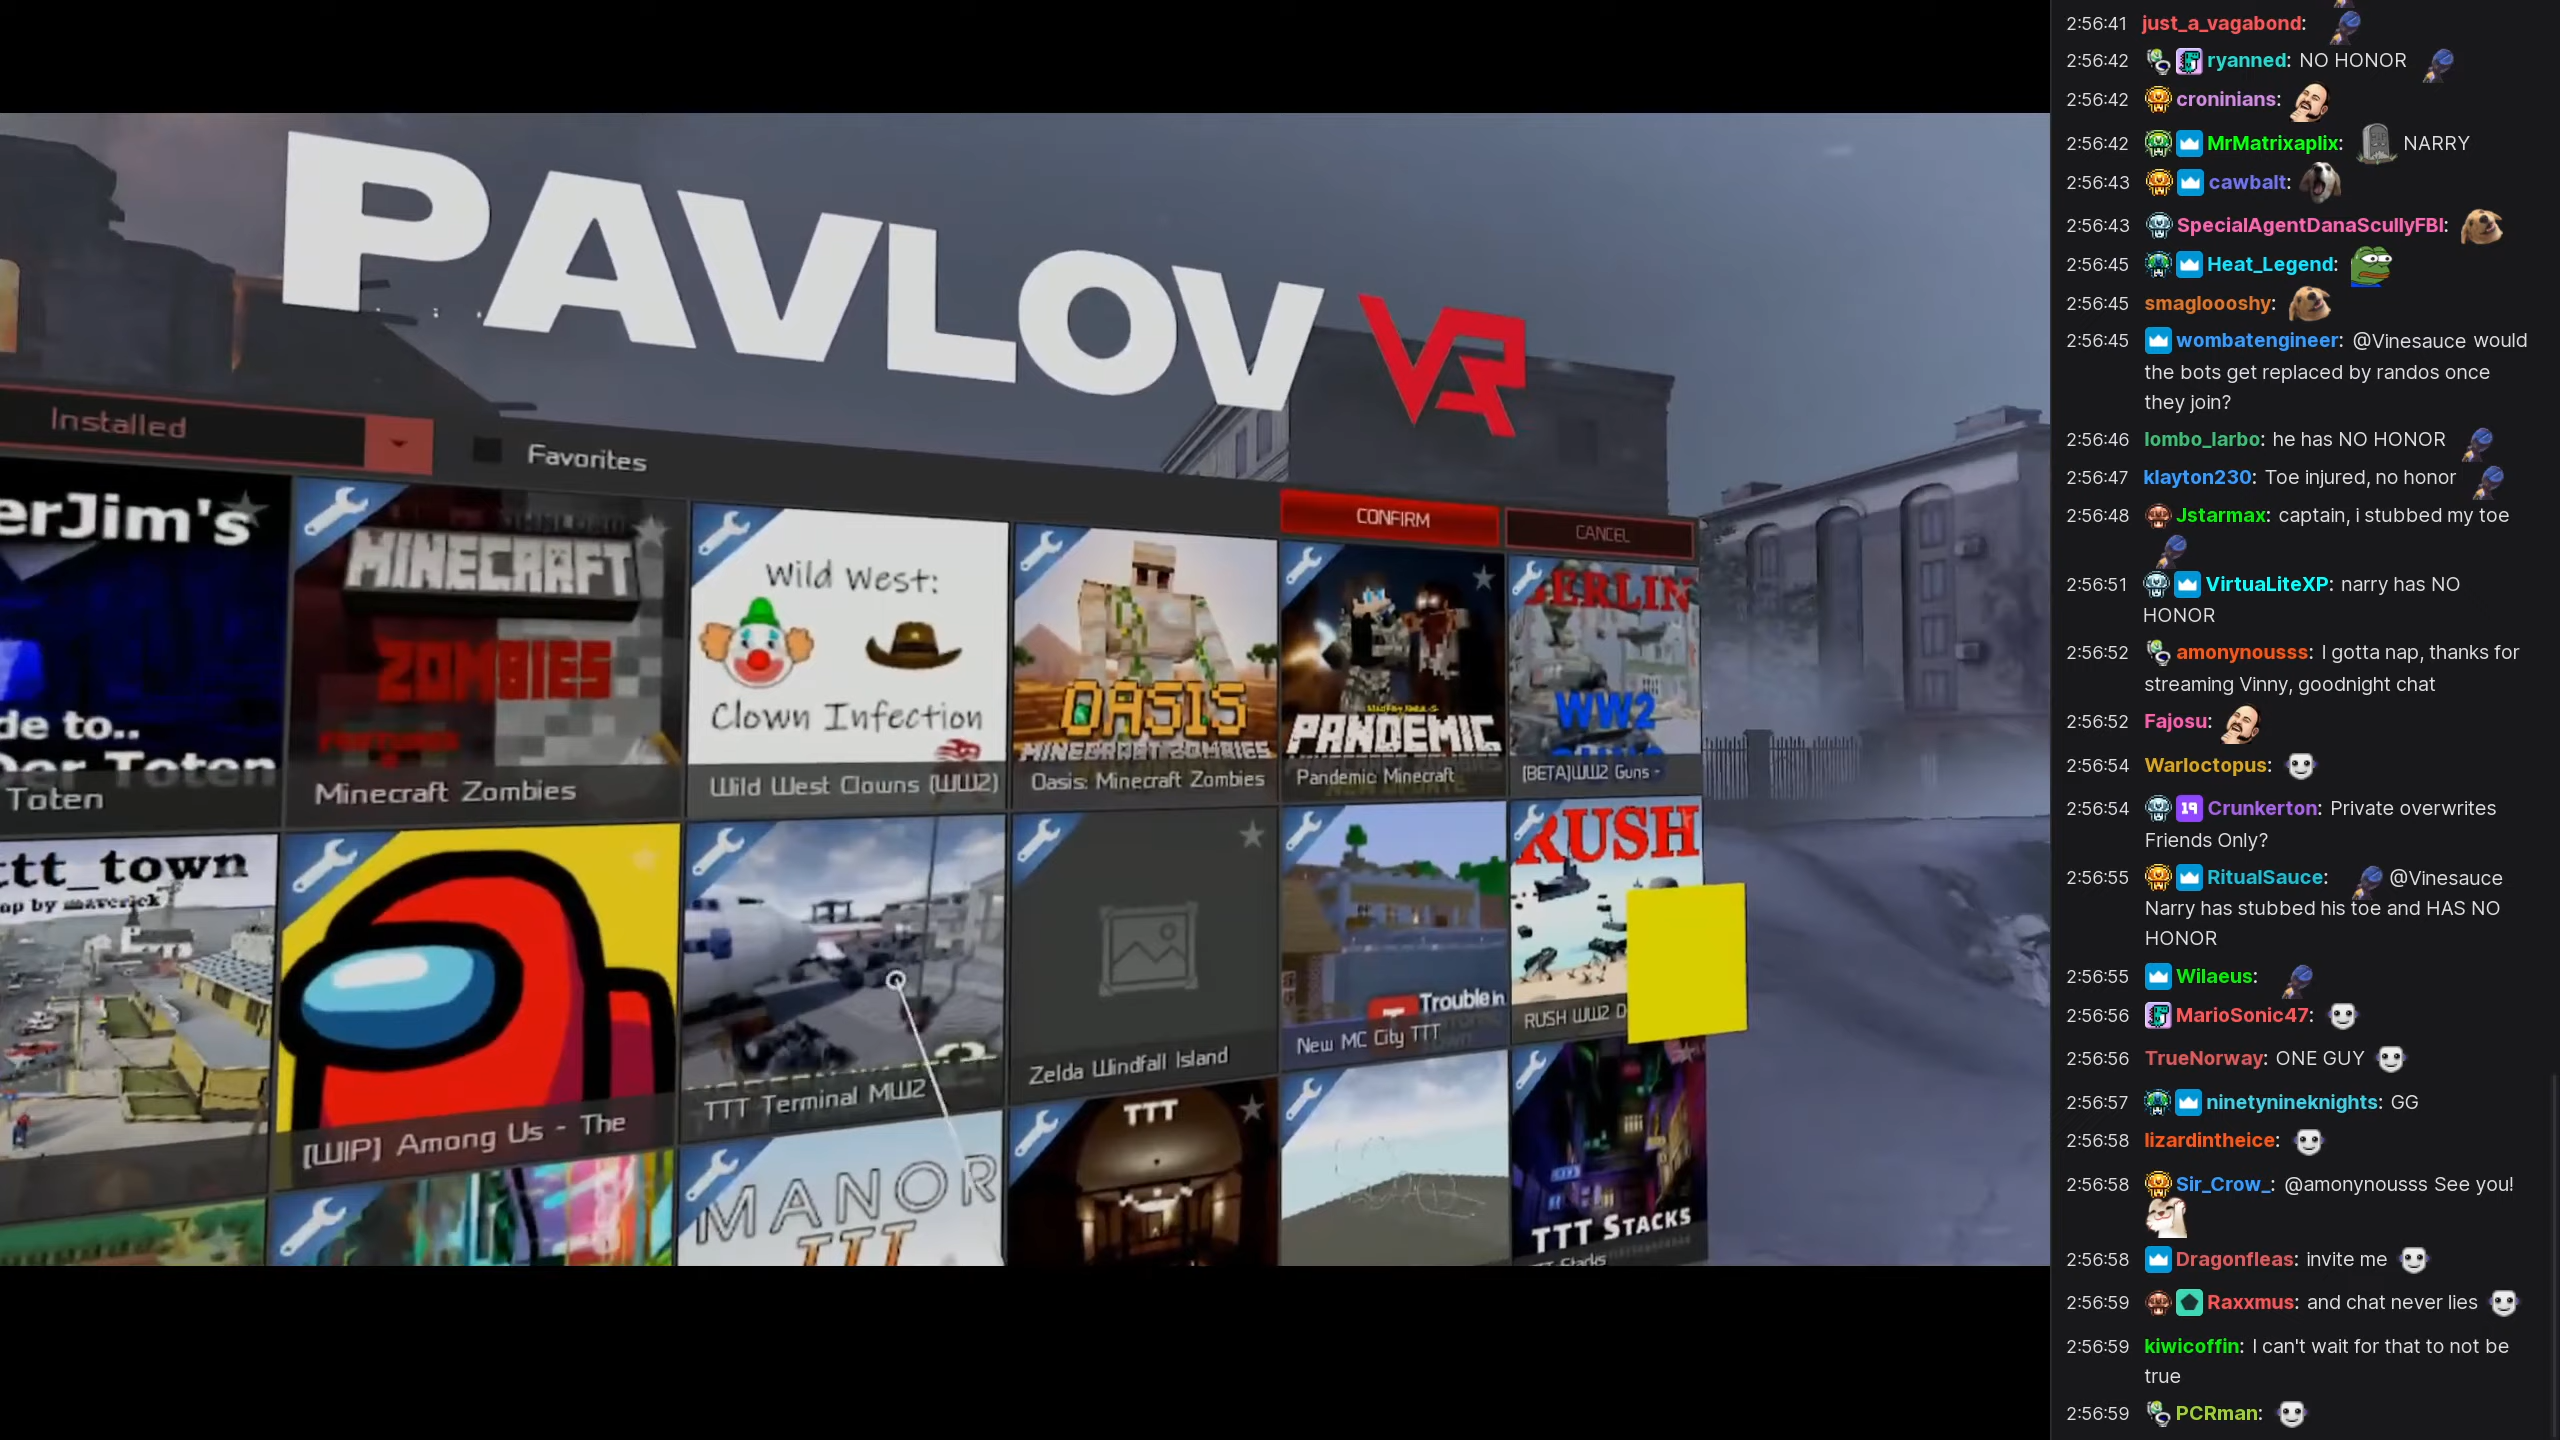 PAVLOV VR
Installed
Favorites
CONFIRM
CANCEL
erJim's
de to..
Der Toten
Toten
MINECRAFT
ZOMBIES
Minecraft Zombies
Wild West:
Clown Infection
Wild West Clowns (WW2)
OASIS
MINECRAFT ZOMBIES
Oasis: Minecraft Zombies
PANDEMIC
Pandemic Minecraft
BERLIN
WW2
[BETA]WW2 Guns -
ttt_town
ap by maverick
[WIP] Among Us - The
TTT Terminal MW2
Zelda Windfall Island
Trouble in
New MC City TTT
RUSH
RUSH WW2 D
MANOR
TTT
TTT
TTT STACKS
2:56:41 just_a_vagabond:
2:56:42 ryanned: NO HONOR
2:56:42 croninians:
2:56:42 MrMatrixaplix: NARRY
2:56:43 cawbalt:
2:56:43 SpecialAgentDanaScullyFBI:
2:56:45 Heat_Legend:
2:56:45 smagloooshy:
2:56:45 wombatengineer: @Vinesauce would
the bots get replaced by randos once
they join?
2:56:46 lombo_larbo: he has NO HONOR
2:56:47 klayton230: Toe injured, no honor
2:56:48 Jstarmax: captain, i stubbed my toe
2:56:51 VirtuaLiteXP: narry has NO
HONOR
2:56:52 amonynousss: I gotta nap, thanks for
streaming Vinny, goodnight chat
2:56:52 Fajosu:
2:56:54 Warloctopus:
2:56:54 19 Crunkerton: Private overwrites
Friends Only?
2:56:55 RitualSauce: @Vinesauce
Narry has stubbed his toe and HAS NO
HONOR
2:56:55 Wilaeus:
2:56:56 MarioSonic47:
2:56:56 TrueNorway: ONE GUY
2:56:57 ninetynineknights: GG
2:56:58 lizardintheice:
2:56:58 Sir_Crow_: @amonynousss See you!
2:56:58 Dragonfleas: invite me
2:56:59 Raxxmus: and chat never lies
2:56:59 kiwicoffin: I can't wait for that to not be
true
2:56:59 PCRman: